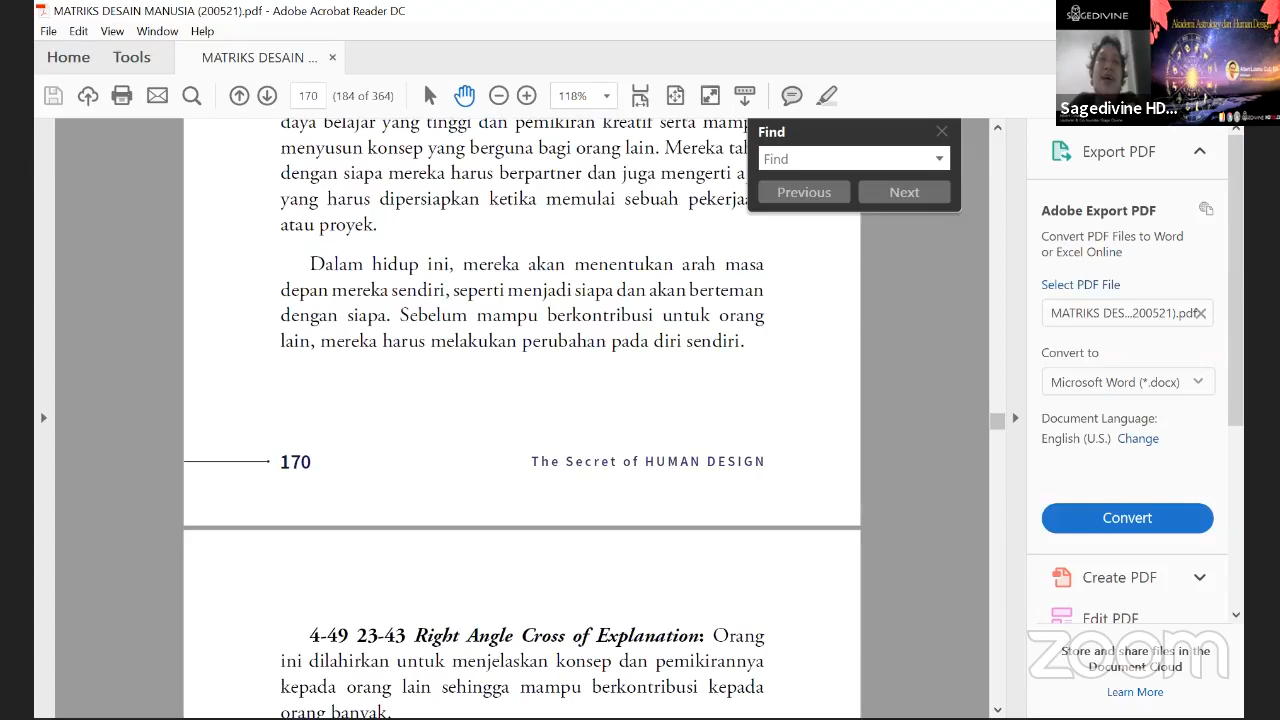 MATRIKS DESAIN MANUSIA (200521).pdf - Adobe Acrobat Reader DC
File Edit View Window Help
Home Tools MATRIKS DESAIN ... ×
170 (184 of 364) 118%
SAGEDIVINE
Akademi Astrology dan Human Design
Sagedivine HD...
Find
Find
Previous Next
daya belajar yang tinggi dan pemikiran kreatif serta
menyusun konsep yang berguna bagi orang lain. Mereka
dengan siapa mereka harus berpartner dan juga mengerti
yang harus dipersiapkan ketika memulai sebuah
atau proyek.
Dalam hidup ini, mereka akan menentukan arah masa
depan mereka sendiri, seperti menjadi siapa dan akan berteman
dengan siapa. Sebelum mampu berkontribusi untuk orang
lain, mereka harus melakukan perubahan pada diri sendiri.
170 The Secret of HUMAN DESIGN
4-49 23-43 Right Angle Cross of Explanation: Orang
ini dilahirkan untuk menjelaskan konsep dan pemikirannya
kepada orang lain sehingga mampu berkontribusi kepada
orang banyak.
Export PDF
Adobe Export PDF
Convert PDF Files to Word
or Excel Online
Select PDF File
MATRIKS DES...200521).pdf
Convert to
Microsoft Word (*.docx)
Document Language:
English (U.S.) Change
Convert
Create PDF
Edit PDF
zoom
Store and share files in the
Document Cloud
Learn More